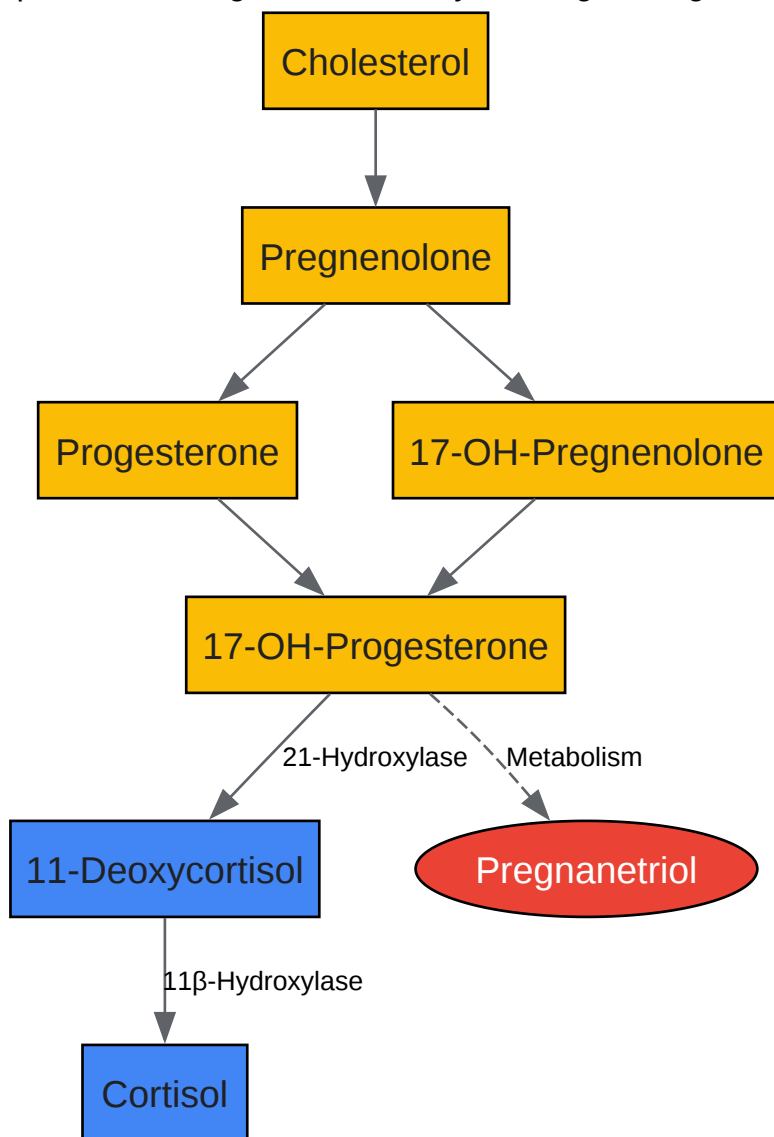 Cholesterol
Pregnenolone
Progesterone
17-OH-Pregnenolone
17-OH-Progesterone
21-Hydroxylase
Metabolism
11-Deoxycortisol
Pregnanetriol
11β-Hydroxylase
Cortisol